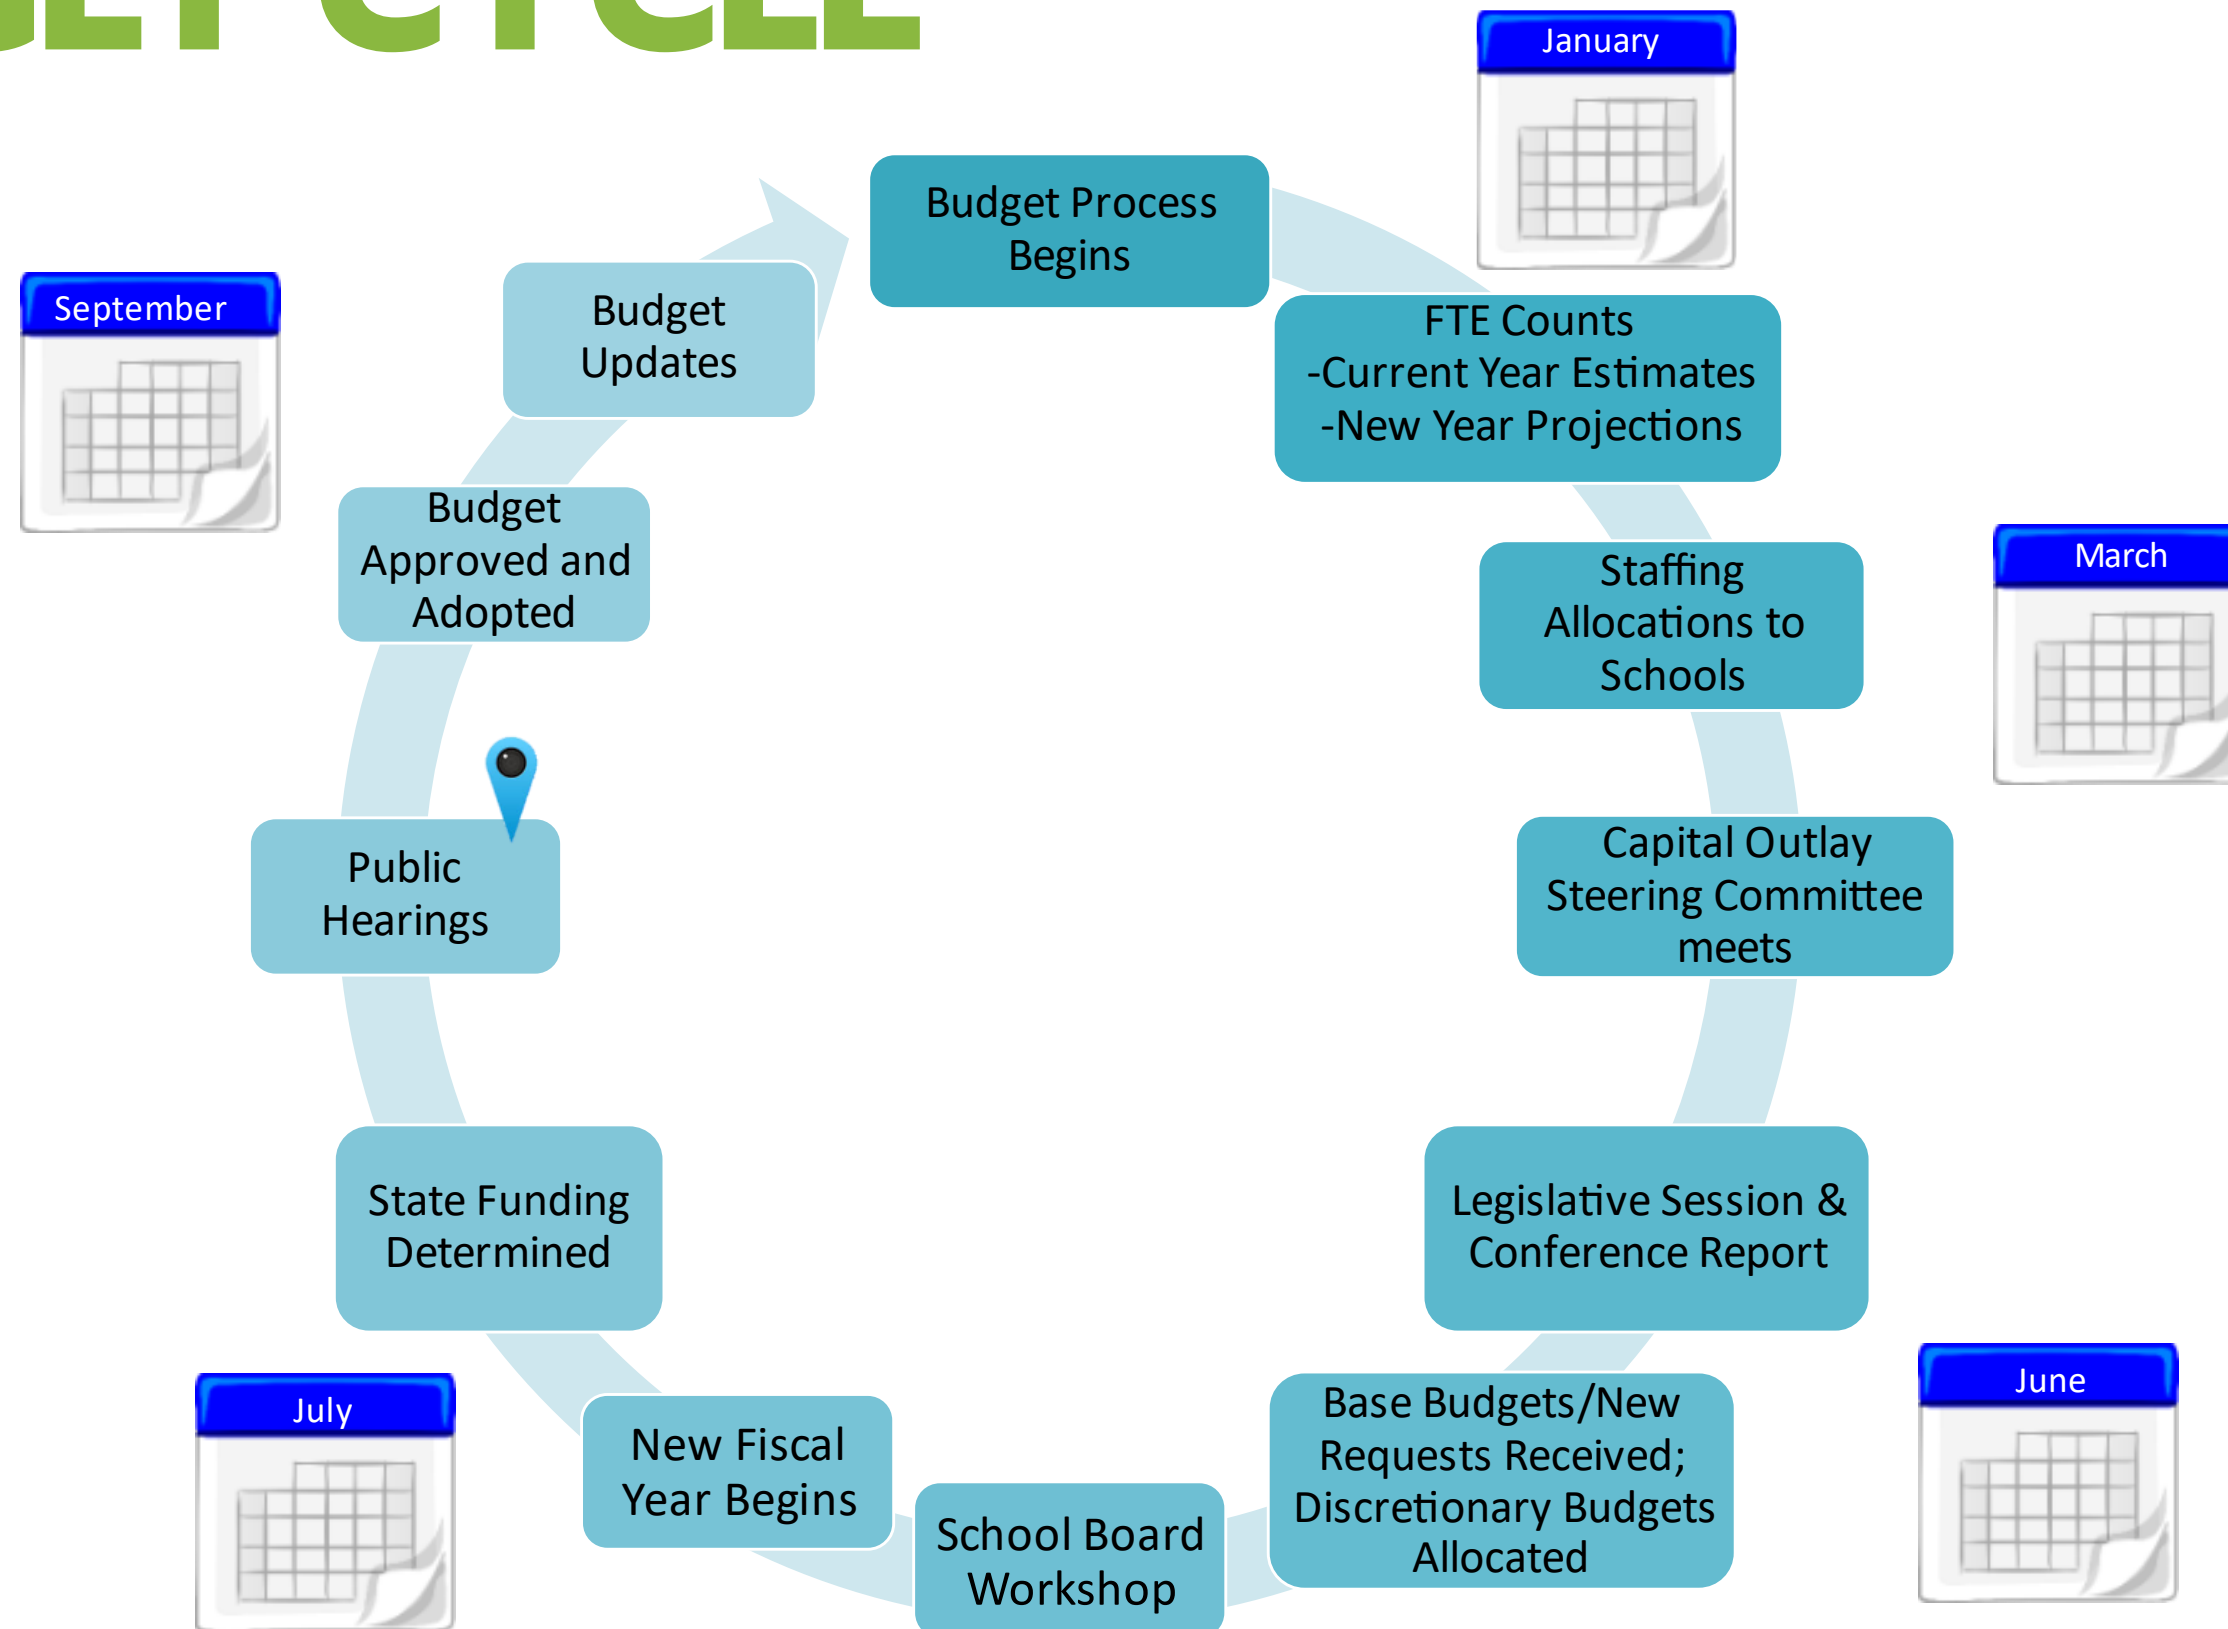 CYCLE
January
Budget Process
Begins
FTE Counts
-Current Year Estimates
-New Year Projections
Staffing
Allocations to
Schools
March
Capital Outlay
Steering Committee
meets
Legislative Session &
Conference Report
June
Base Budgets/New
Requests Received;
Discretionary Budgets
Allocated
School Board
Workshop
New Fiscal
Year Begins
July
State Funding
Determined
Public
Hearings
Budget
Approved and
Adopted
September
Budget
Updates